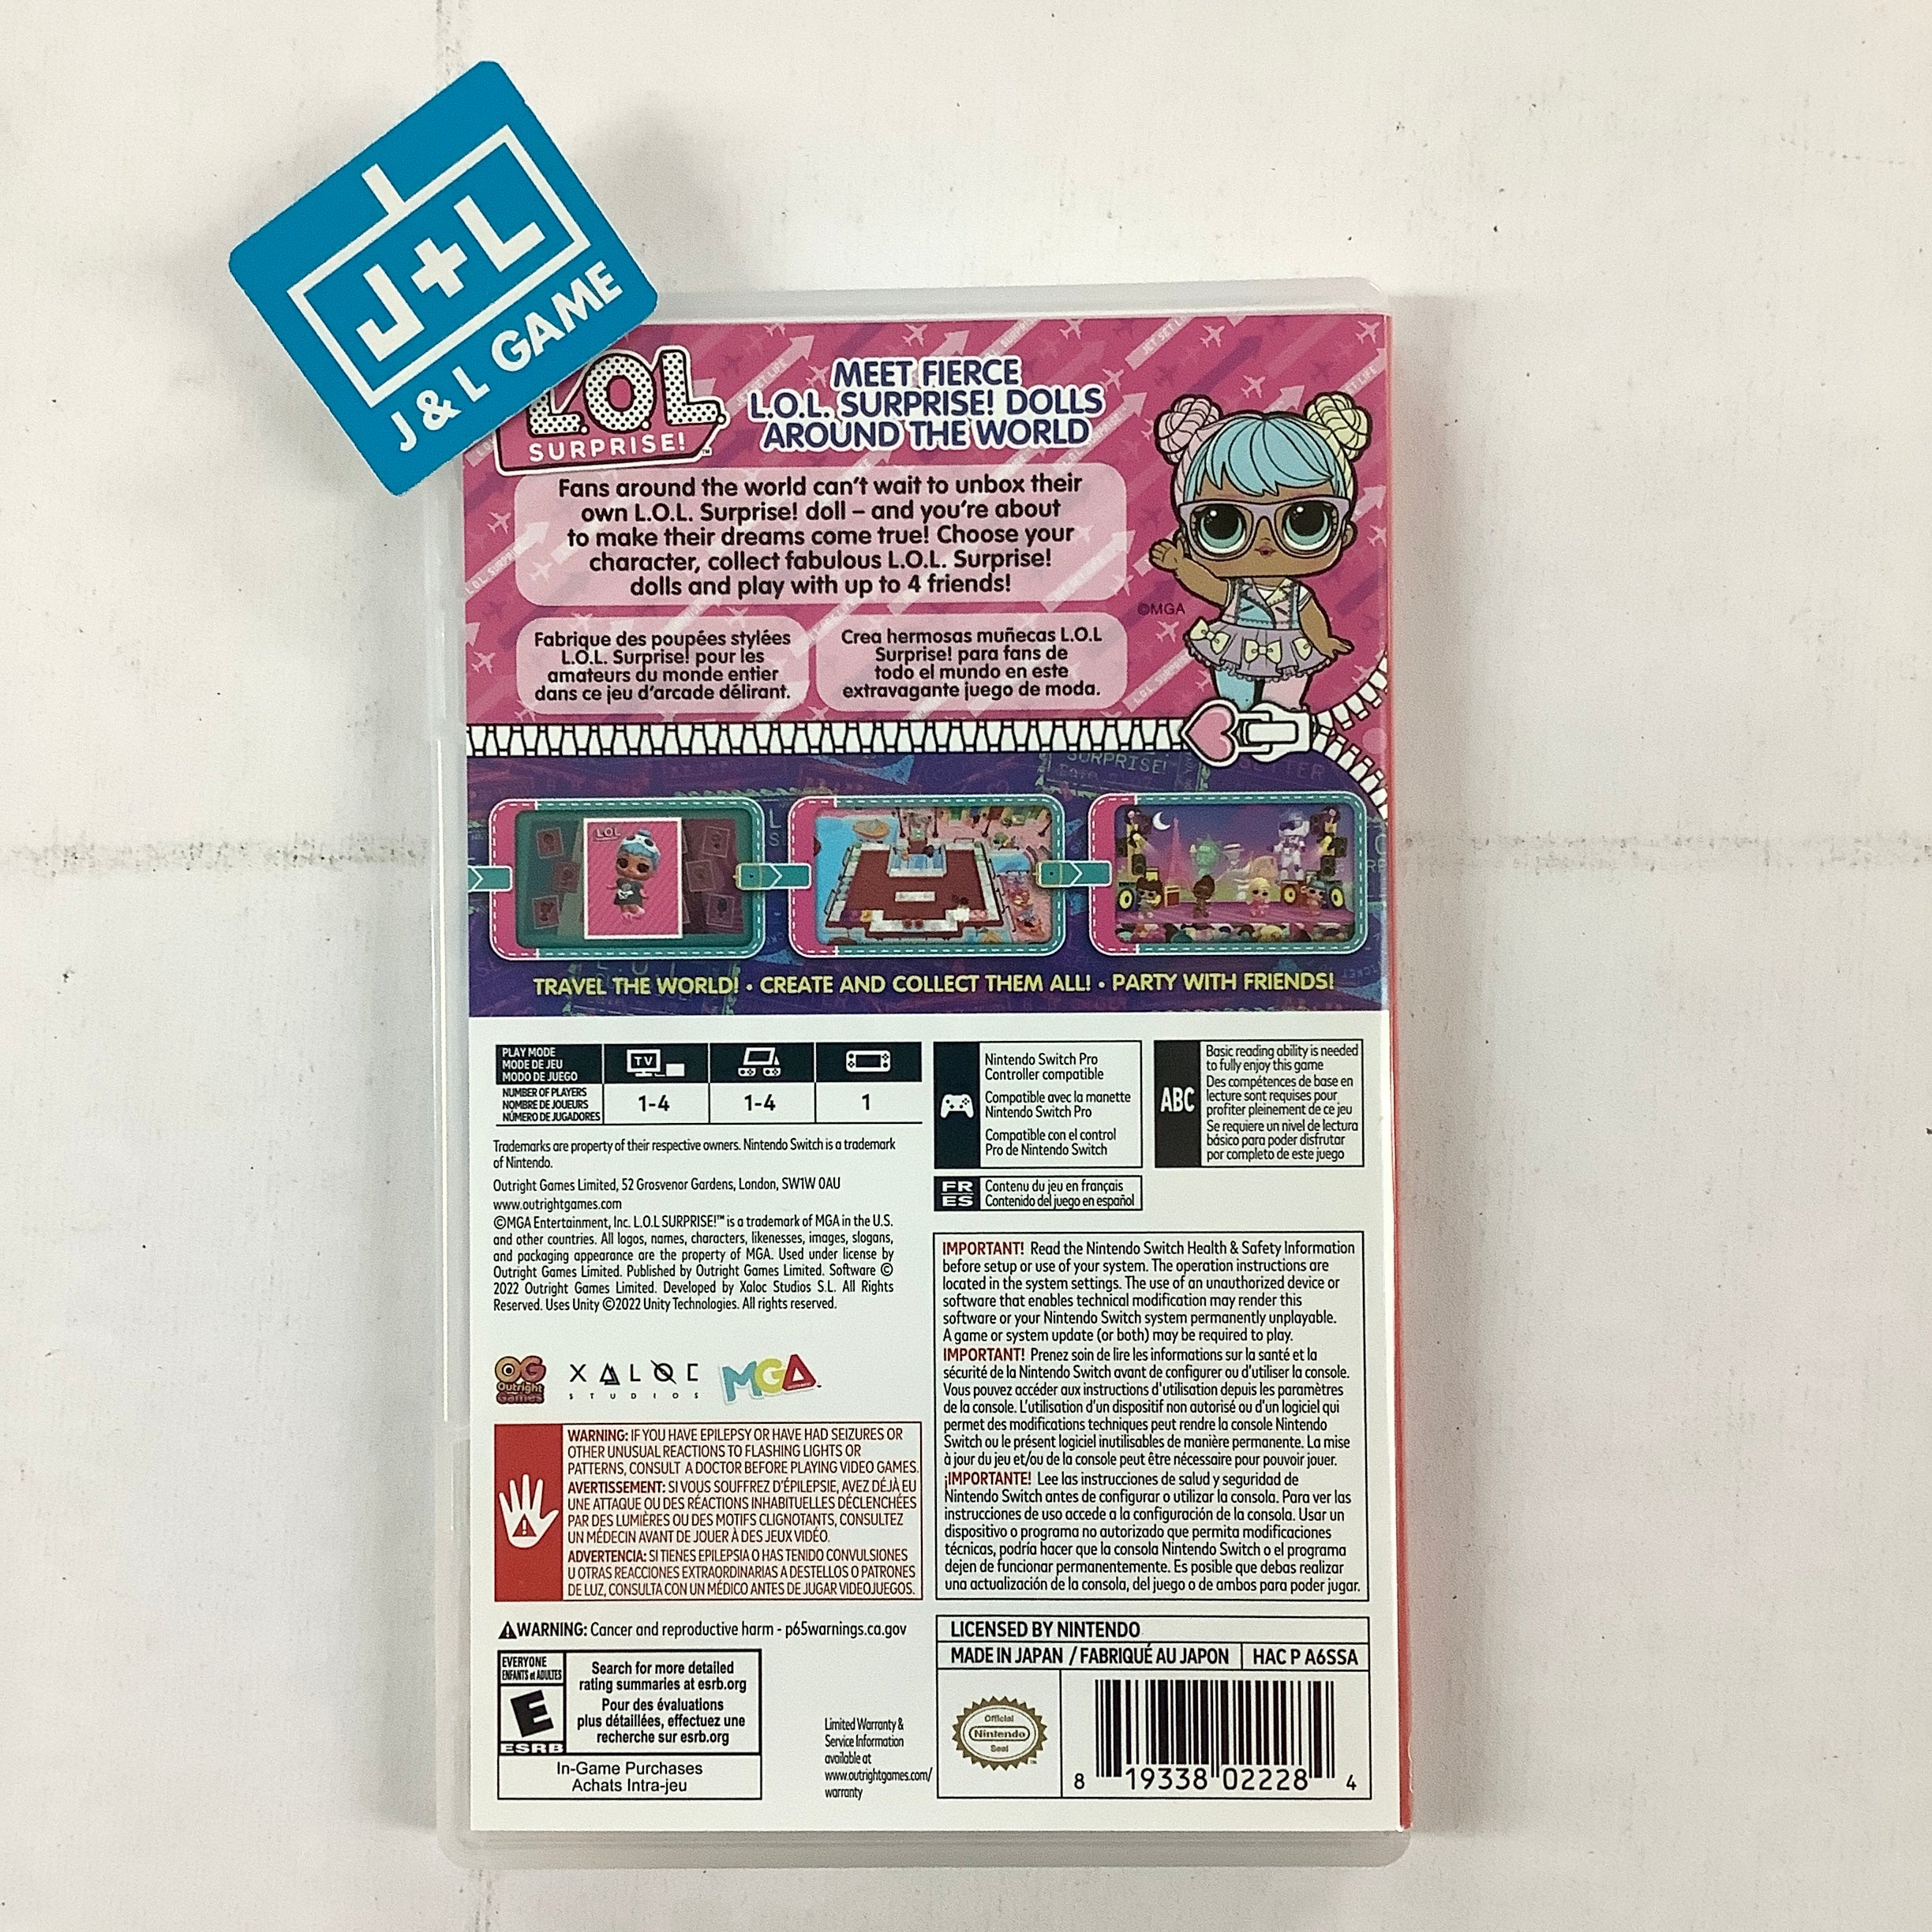 J+L
J & L GAME
L.O.L.
SURPRISE!™
MEET FIERCE
L.O.L. SURPRISE! DOLLS
AROUND THE WORLD
Fans around the world can't wait to unbox their
own L.O.L. Surprise! doll – and you're about
to make their dreams come true! Choose your
character, collect fabulous L.O.L. Surprise!
dolls and play with up to 4 friends!
©MGA
Fabrique des poupées stylées
L.O.L. Surprise! pour les
amateurs du monde entier
dans ce jeu d'arcade délirant.
Crea hermosas muñecas L.O.L
Surprise! para fans de
todo el mundo en este
extravagante juego de moda.
TRAVEL THE WORLD! • CREATE AND COLLECT THEM ALL! • PARTY WITH FRIENDS!
PLAY MODE
MODE DE JEU
MODO DE JUEGO
TV
NUMBER OF PLAYERS
NOMBRE DE JOUEURS
NÚMERO DE JUGADORES
1-4
1-4
1
Nintendo Switch Pro
Controller compatible
Compatible avec la manette
Nintendo Switch Pro
Compatible con el control
Pro de Nintendo Switch
ABC
Basic reading ability is needed
to fully enjoy this game
Des compétences de base en
lecture sont requises pour
profiter pleinement de ce jeu
Se requiere un nivel de lectura
básico para poder disfrutar
por completo de este juego
FR
ES
Contenu du jeu en français
Contenido del juego en español
Trademarks are property of their respective owners. Nintendo Switch is a trademark
of Nintendo.
Outright Games Limited, 52 Grosvenor Gardens, London, SW1W 0AU
www.outrightgames.com
©MGA Entertainment, Inc. L.O.L SURPRISE!™ is a trademark of MGA in the U.S.
and other countries. All logos, names, characters, likenesses, images, slogans,
and packaging appearance are the property of MGA. Used under license by
Outright Games Limited. Published by Outright Games Limited. Software ©
2022 Outright Games Limited. Developed by Xaloc Studios S.L. All Rights
Reserved. Uses Unity ©2022 Unity Technologies. All rights reserved.
OG
Outright
Games
XALOC
STUDIOS
MGA
WARNING: IF YOU HAVE EPILEPSY OR HAVE HAD SEIZURES OR
OTHER UNUSUAL REACTIONS TO FLASHING LIGHTS OR
PATTERNS, CONSULT A DOCTOR BEFORE PLAYING VIDEO GAMES.
AVERTISSEMENT: SI VOUS SOUFFREZ D'ÉPILEPSIE, AVEZ DÉJÀ EU
UNE ATTAQUE OU DES RÉACTIONS INHABITUELLES DÉCLENCHÉES
PAR DES LUMIÈRES OU DES MOTIFS CLIGNOTANTS, CONSULTEZ
UN MÉDECIN AVANT DE JOUER À DES JEUX VIDÉO.
ADVERTENCIA: SI TIENES EPILEPSIA O HAS TENIDO CONVULSIONES
U OTRAS REACCIONES EXTRAORDINARIAS A DESTELLOS O PATRONES
DE LUZ, CONSULTA CON UN MÉDICO ANTES DE JUGAR VIDEOJUEGOS.
IMPORTANT! Read the Nintendo Switch Health & Safety Information
before setup or use of your system. The operation instructions are
located in the system settings. The use of an unauthorized device or
software that enables technical modification may render this
software or your Nintendo Switch system permanently unplayable.
A game or system update (or both) may be required to play.
IMPORTANT! Prenez soin de lire les informations sur la santé et la
sécurité de la Nintendo Switch avant de configurer ou d'utiliser la console.
Vous pouvez accéder aux instructions d'utilisation depuis les paramètres
de la console. L'utilisation d'un dispositif non autorisé ou d'un logiciel qui
permet des modifications techniques peut rendre la console Nintendo
Switch ou le présent logiciel inutilisables de manière permanente. La mise
à jour du jeu et/ou de la console peut être nécessaire pour pouvoir jouer.
¡IMPORTANTE! Lee las instrucciones de salud y seguridad de
Nintendo Switch antes de configurar o utilizar la consola. Para ver las
instrucciones de uso accede a la configuración de la consola. Usar un
dispositivo o programa no autorizado que permita modificaciones
técnicas, podría hacer que la consola Nintendo Switch o el programa
dejen de funcionar permanentemente. Es posible que debas realizar
una actualización de la consola, del juego o de ambos para poder jugar.
⚠WARNING: Cancer and reproductive harm - p65warnings.ca.gov
EVERYONE
ENFANTS et ADULTES
E
ESRB
Search for more detailed
rating summaries at esrb.org
Pour des évaluations
plus détaillées, effectuez une
recherche sur esrb.org
In-Game Purchases
Achats Intra-jeu
Limited Warranty &
Service Information
available at
www.outrightgames.com/
warranty
LICENSED BY NINTENDO
MADE IN JAPAN / FABRIQUÉ AU JAPON
HAC P A6SSA
Official
Nintendo
Seal
8 19338 02228 4